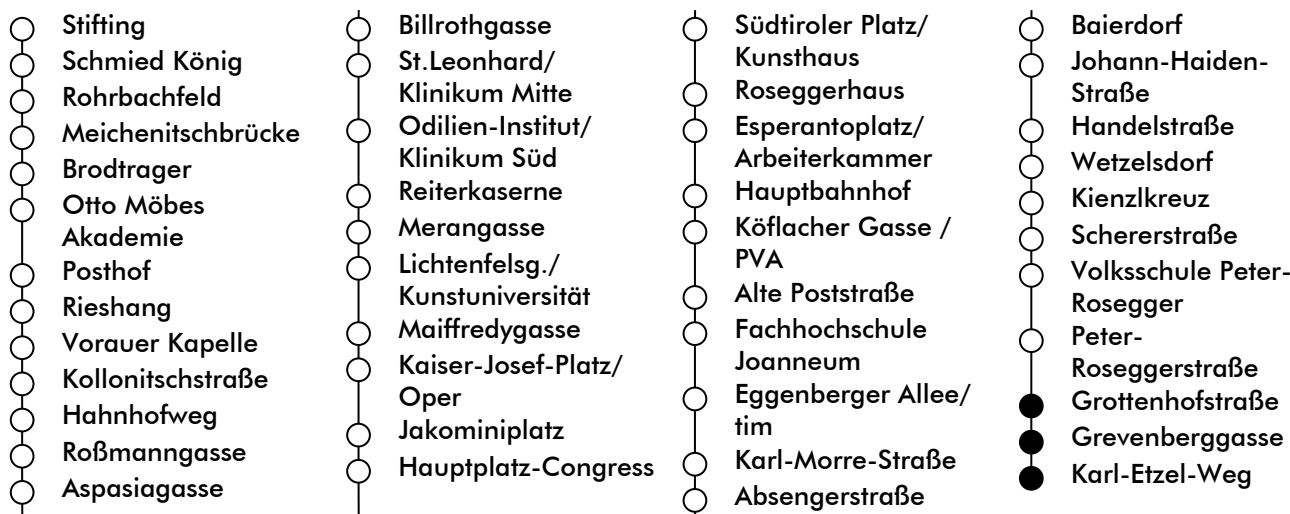 Stifting
Schmied König
Rohrbachfeld
Meichenitschbrücke
Brodtrager
Otto Möbes
Akademie
Posthof
Rieshang
Vorauer Kapelle
Kollonitschstraße
Hahnhofweg
Roßmanngasse
Aspasiagasse
Billrothgasse
St.Leonhard/
Klinikum Mitte
Odilien-Institut/
Klinikum Süd
Reiterkaserne
Merangasse
Lichtenfelsg./
Kunstuniversität
Maiffredygasse
Kaiser-Josef-Platz/
Oper
Jakominiplatz
Hauptplatz-Congress
Südtiroler Platz/
Kunsthaus
Roseggerhaus
Esperantoplatz/
Arbeiterkammer
Hauptbahnhof
Köflacher Gasse /
PVA
Alte Poststraße
Fachhochschule
Joanneum
Eggenberger Allee/
tim
Karl-Morre-Straße
Absengerstraße
Baierdorf
Johann-Haiden-
Straße
Handelstraße
Wetzelsdorf
Kienzlkreuz
Schererstraße
Volksschule Peter-
Rosegger
Peter-
Roseggerstraße
Grottenhofstraße
Grevenberggasse
Karl-Etzel-Weg